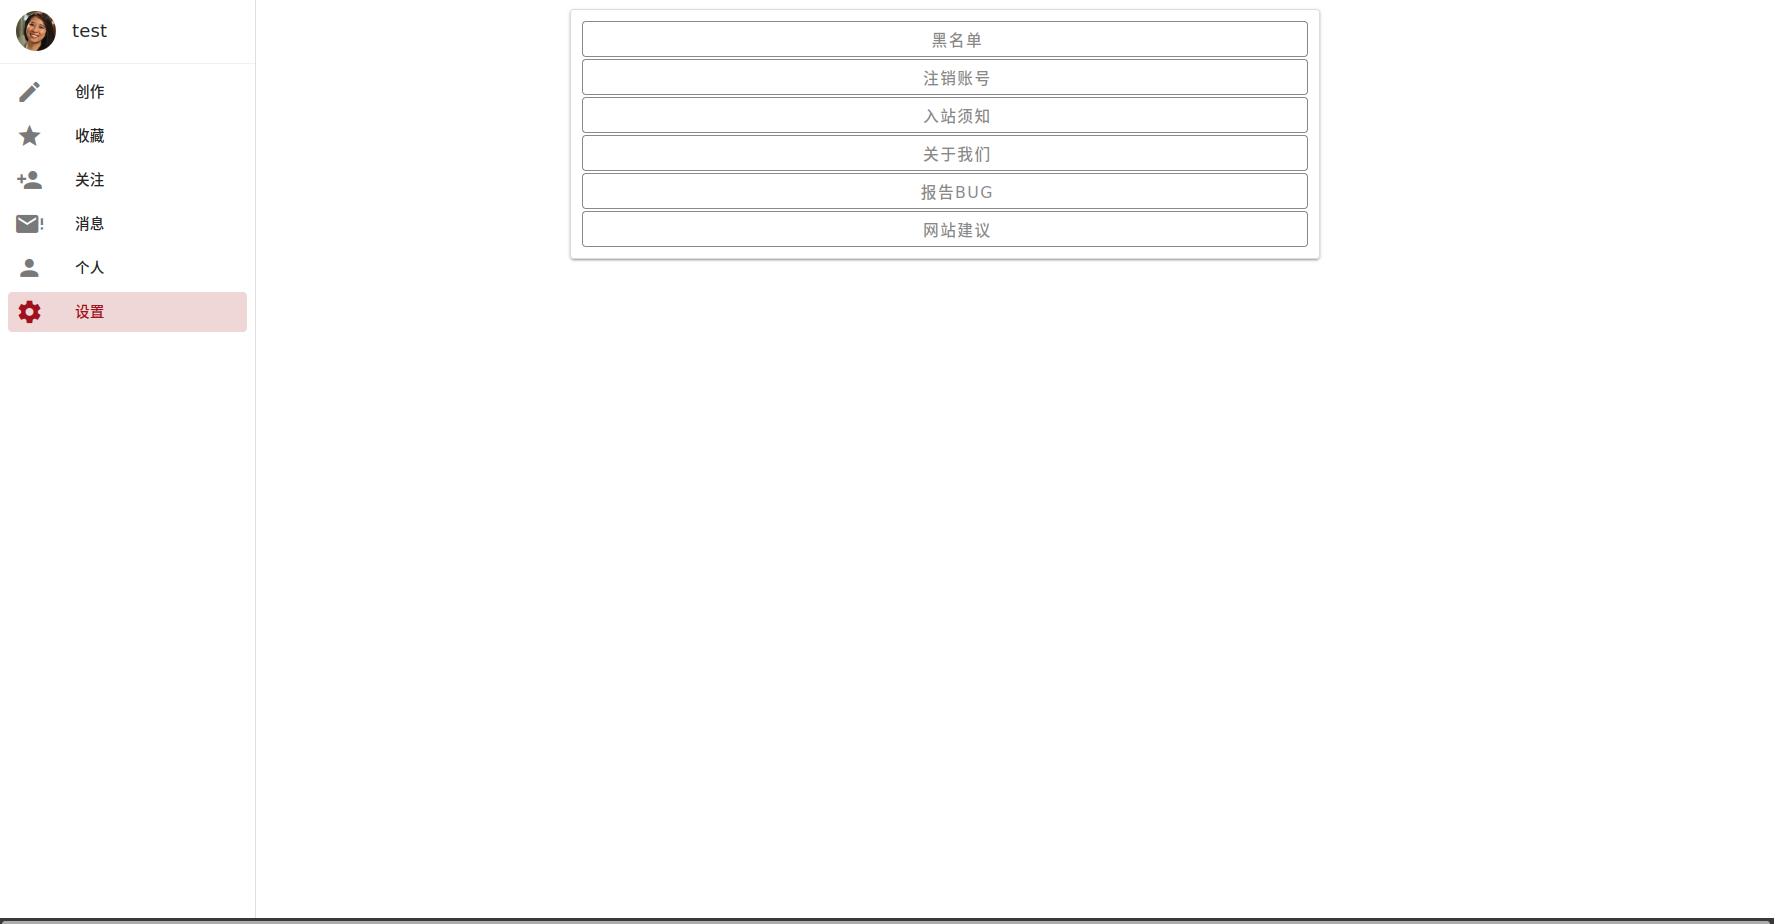 test
创作
收藏
关注
消息
个人
设置
黑名单
注销账号
入站须知
关于我们
报告BUG
网站建议